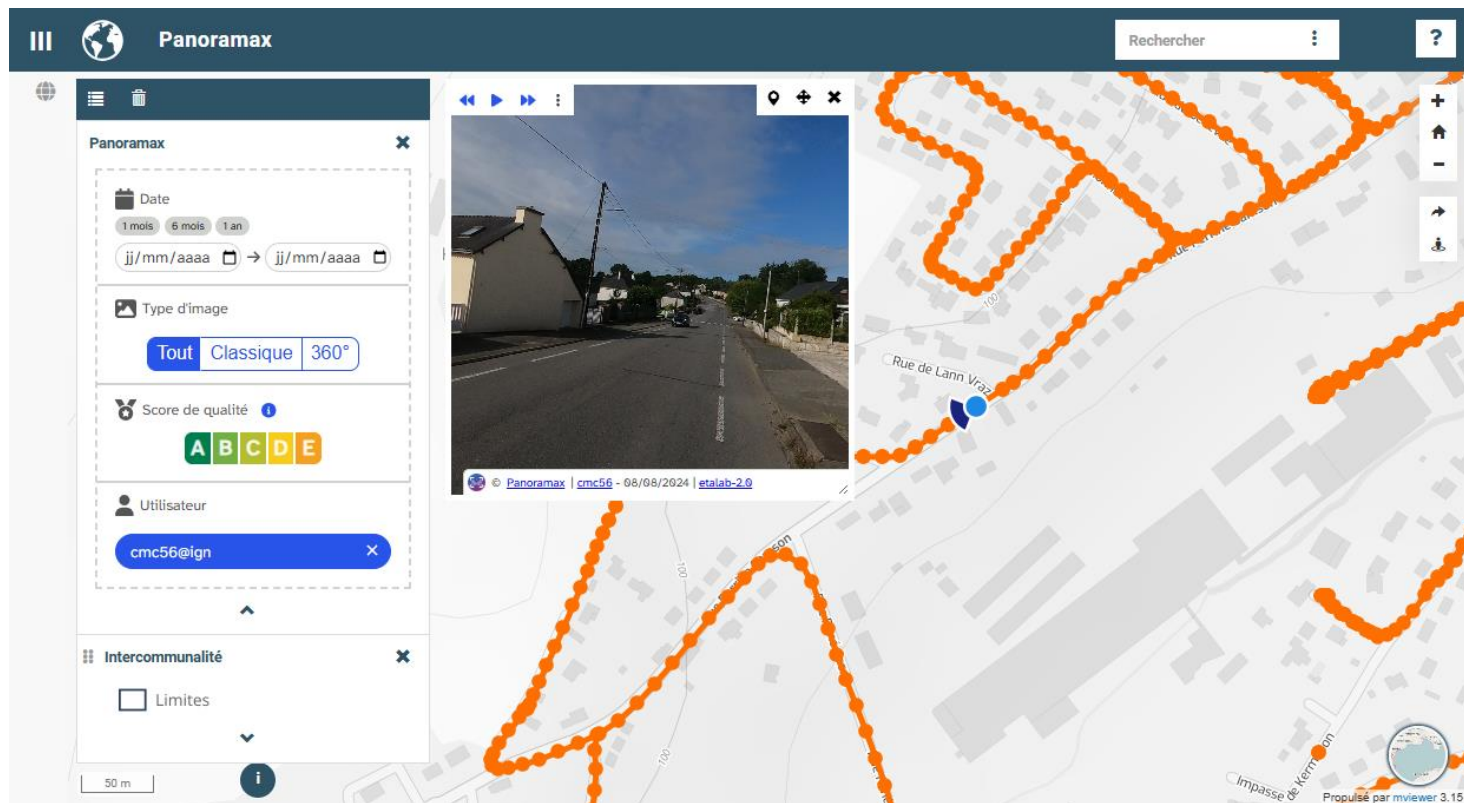 Panoramax
Rechercher
?
Panoramax
Date
1 mois 6 mois 1 an
jj/mm/aaaa → jj/mm/aaaa
Type d'image
Tout Classique 360°
Score de qualité
A B C D E
Utilisateur
cmc56@ign
Intercommunalité
Limites
50 m
i
© Panoramax | cmc56 - 08/08/2024 | etalab-2.0
Rue de Lann Vraz
100
100
100
Impasse de Kerm
Propulsé par mviewer 3.15